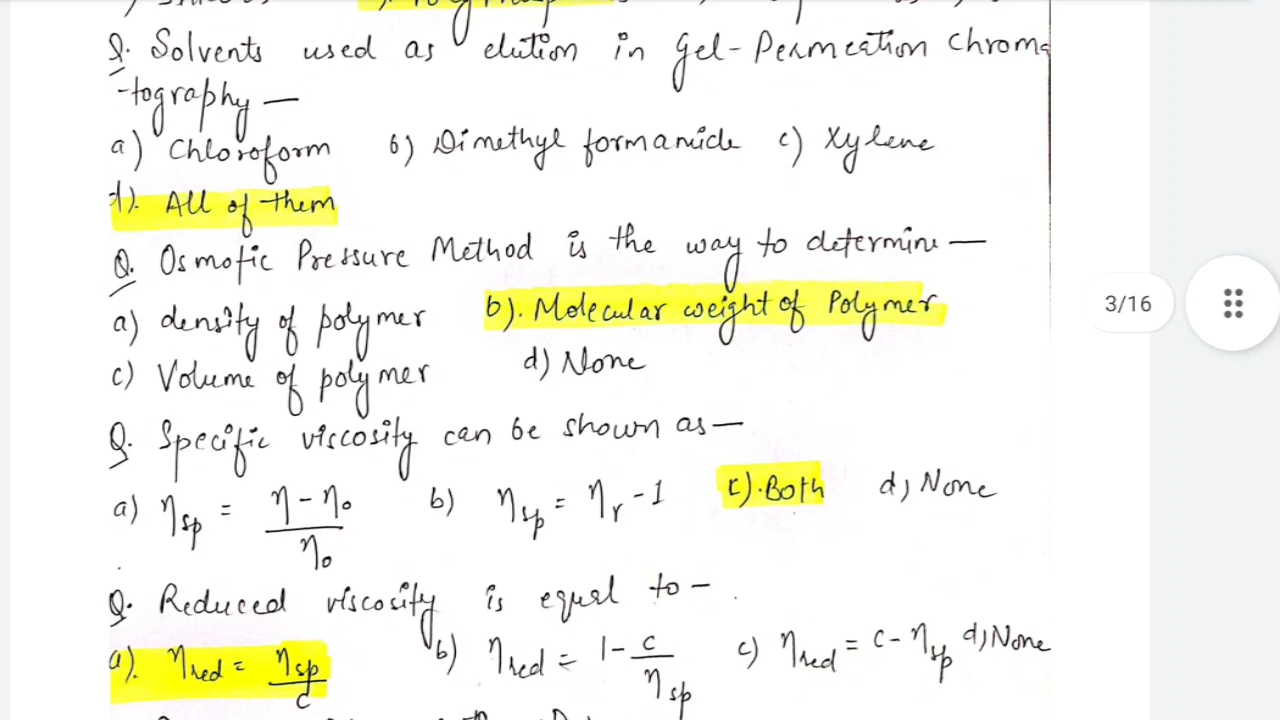 Q. Solvents used as elution in Gel-Permeation Chroma
-tography —
a) Chloroform b) Dimethyl formamide c) Xylene
d). All of them
Q. Osmotic Pressure Method is the way to determine —
a) density of polymer b). Molecular weight of Polymer
c) Volume of polymer d) None
Q. Specific viscosity can be shown as —
a) ηsp = η - η₀ / η₀ b) ηsp = ηr - 1 c). Both d) None
Q. Reduced viscosity is equal to — .
a). ηred = ηsp / c b) ηred = 1 - c / ηsp c) ηred = c - ηsp d) None
3/16